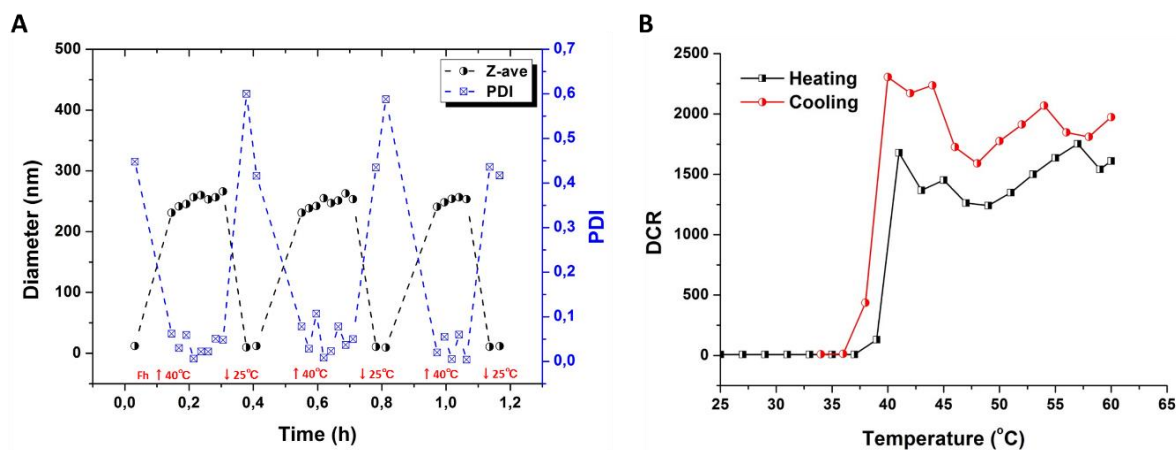 A
500
400
300
200
100
0
Diameter (nm)
Z-ave
PDI
0,7
0,6
0,5
0,4
0,3
0,2
0,1
0,0
PDI
Fh ↑ 40°C ↓ 25°C ↑ 40°C ↓ 25°C ↑ 40°C ↓ 25°C
0,0 0,2 0,4 0,6 0,8 1,0 1,2
Time (h)
B
2500
2000
1500
1000
500
0
DCR
Heating
Cooling
25 30 35 40 45 50 55 60 65
Temperature (°C)